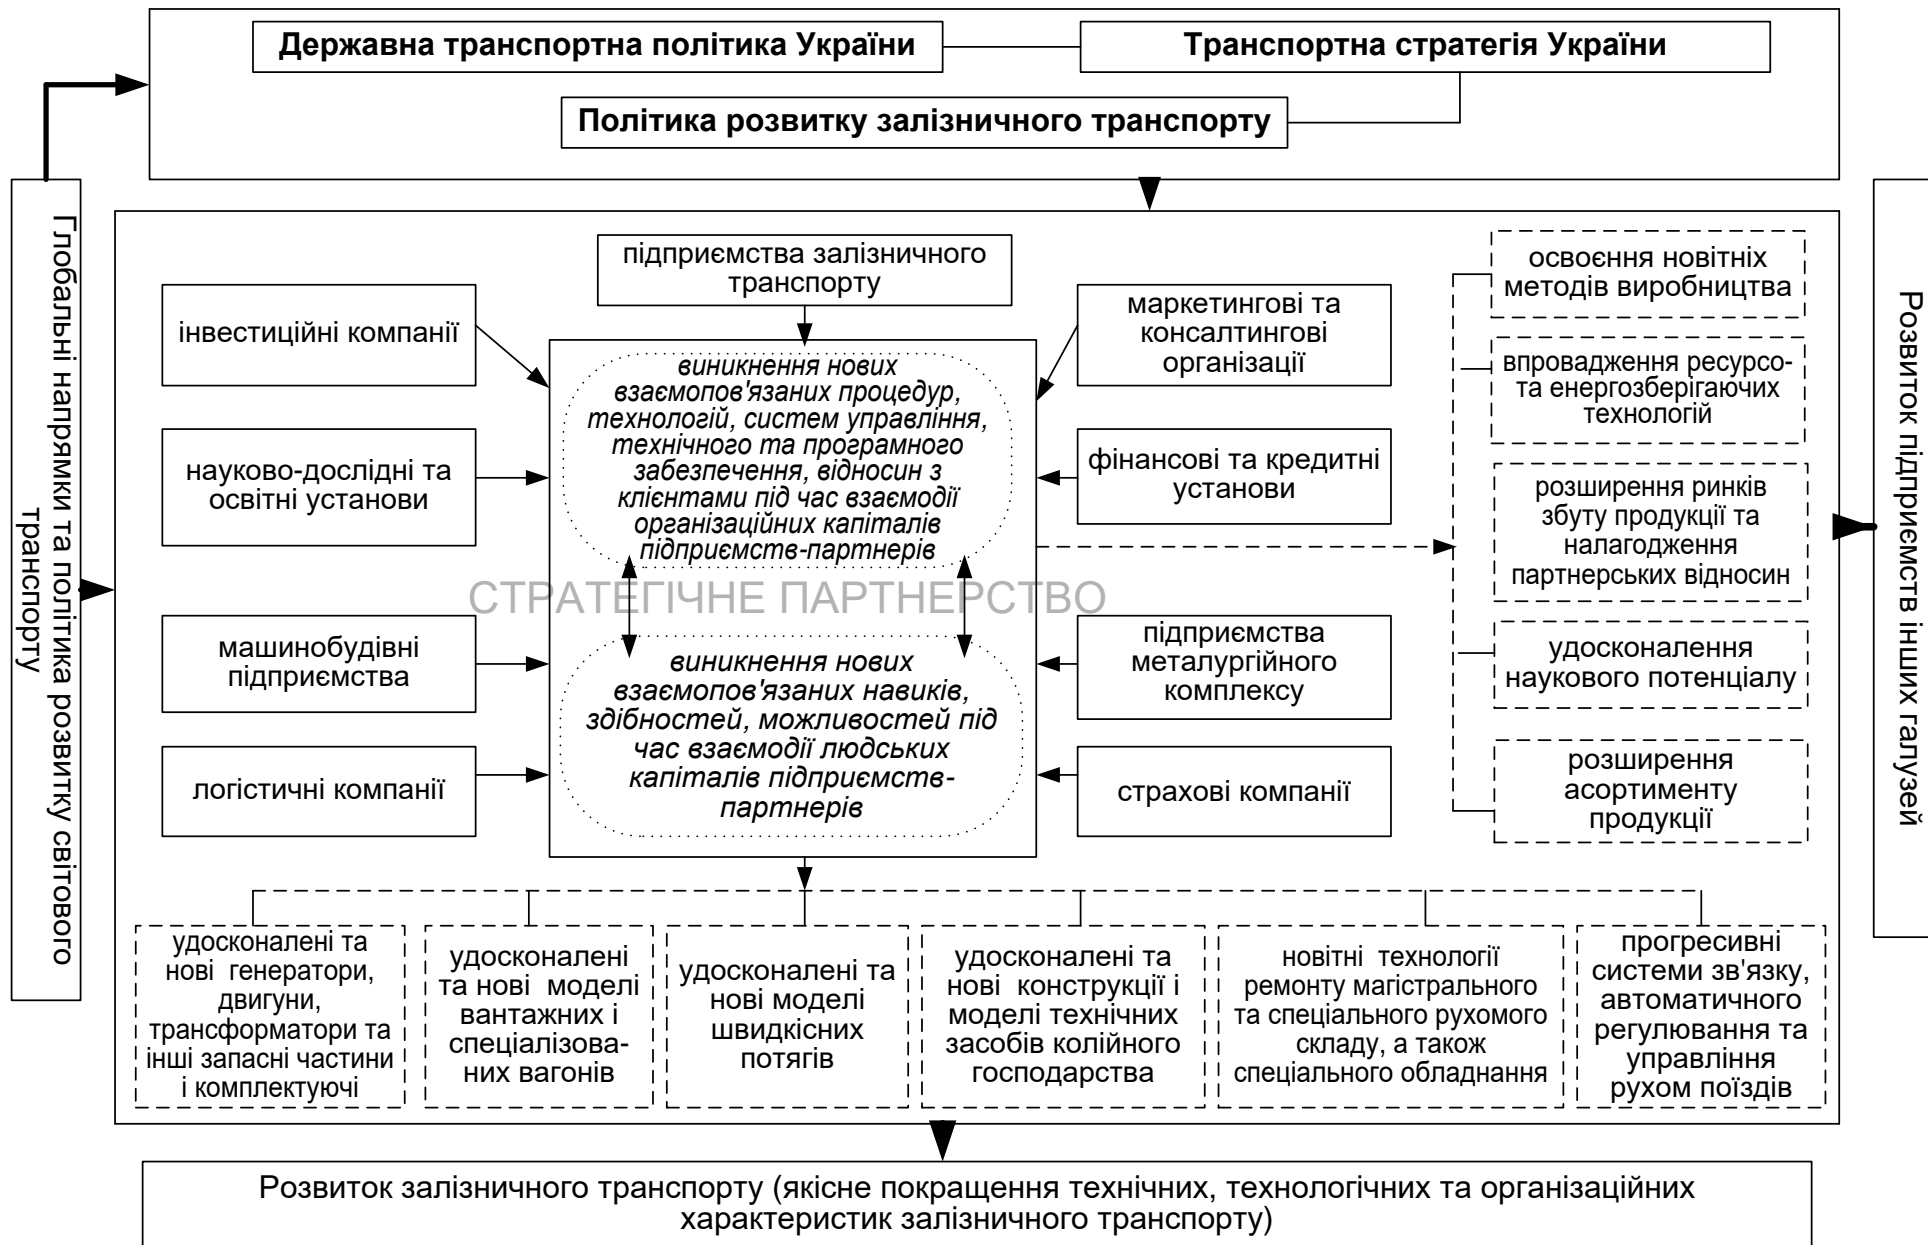 Державна транспортна політика України
Транспортна стратегія України
Політика розвитку залізничного транспорту
Глобальні напрямки та політика розвитку світового
транспорту
підприємства залізничного
транспорту
інвестиційні компанії
науково-дослідні та
освітні установи
машинобудівні
підприємства
логістичні компанії
виникнення нових
взаємопов'язаних процедур,
технологій, систем управління,
технічного та програмного
забезпечення, відносин з
клієнтами під час взаємодії
організаційних капіталів
підприємств-партнерів
СТРАТЕГІЧНЕ ПАРТНЕРСТВО
виникнення нових
взаємопов'язаних навиків,
здібностей, можливостей під
час взаємодії людських
капіталів підприємств-
партнерів
маркетингові та
консалтингові
організації
фінансові та кредитні
установи
підприємства
металургійного
комплексу
страхові компанії
освоєння новітніх
методів виробництва
впровадження ресурсо-
та енергозберігаючих
технологій
розширення ринків
збуту продукції та
налагодження
партнерських відносин
удосконалення
наукового потенціалу
розширення
асортименту
продукції
Розвиток підприємств інших галузей
удосконалені та
нові генератори,
двигуни,
трансформатори та
інші запасні частини
і комплектуючі
удосконалені
та нові моделі
вантажних і
спеціалізова-
них вагонів
удосконалені та
нові моделі
швидкісних
потягів
удосконалені та
нові конструкції і
моделі технічних
засобів колійного
господарства
новітні технології
ремонту магістрального
та спеціального рухомого
складу, а також
спеціального обладнання
прогресивні
системи зв'язку,
автоматичного
регулювання та
управління
рухом поїздів
Розвиток залізничного транспорту (якісне покращення технічних, технологічних та організаційних
характеристик залізничного транспорту)